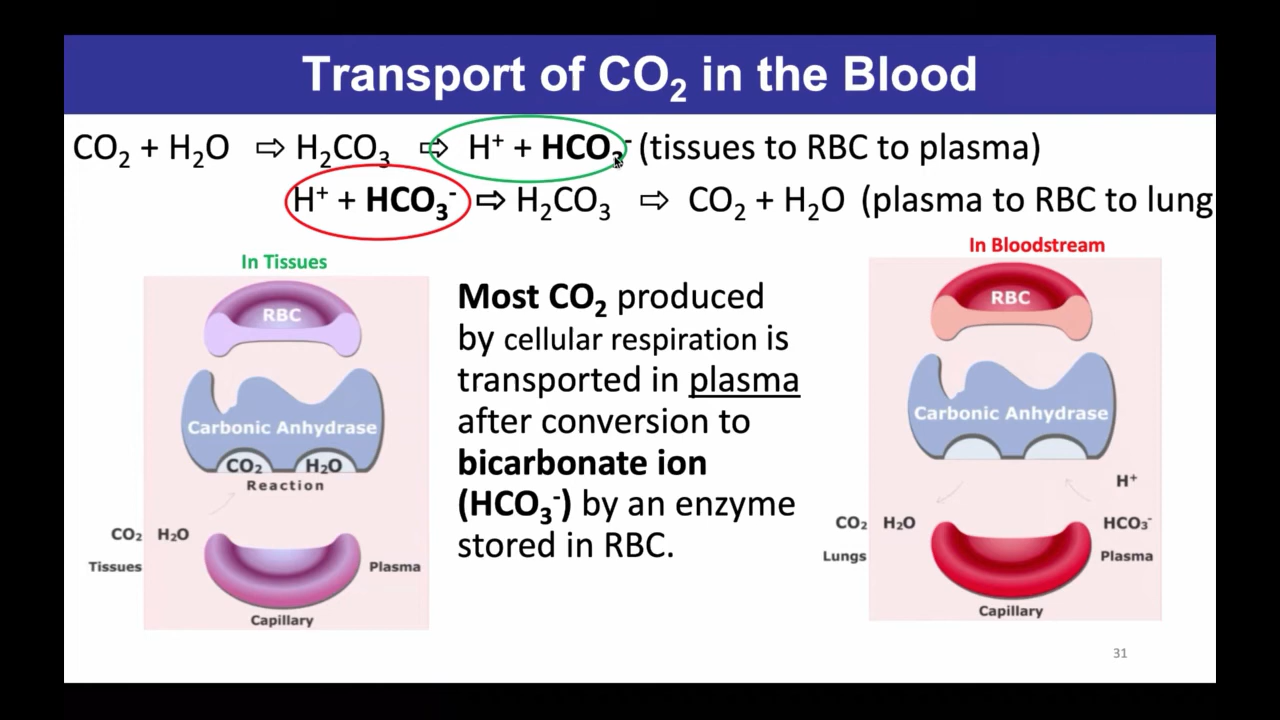 Transport of CO₂ in the Blood
CO₂ + H₂O ⇨ H₂CO₃ ⇨ H⁺ + HCO₃⁻ (tissues to RBC to plasma)
H⁺ + HCO₃⁻ ⇨ H₂CO₃ ⇨ CO₂ + H₂O (plasma to RBC to lung
In Tissues
RBC
Carbonic Anhydrase
CO₂ H₂O
Reaction
CO₂ H₂O
Tissues
Plasma
Capillary
Most CO₂ produced
by cellular respiration is
transported in plasma
after conversion to
bicarbonate ion
(HCO₃⁻) by an enzyme
stored in RBC.
In Bloodstream
RBC
Carbonic Anhydrase
H⁺
CO₂ H₂O
HCO₃⁻
Lungs
Plasma
Capillary
31